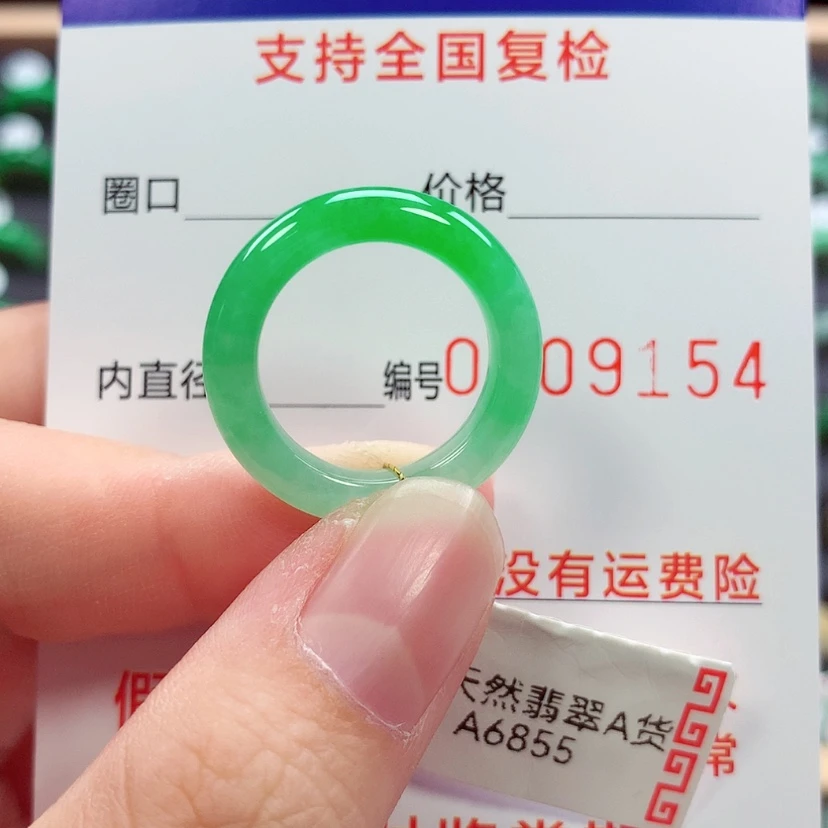 支持全国复检
圈口 价格
内直径 编号0 09154
没有运费险
天然翡翠A货
A6855
常